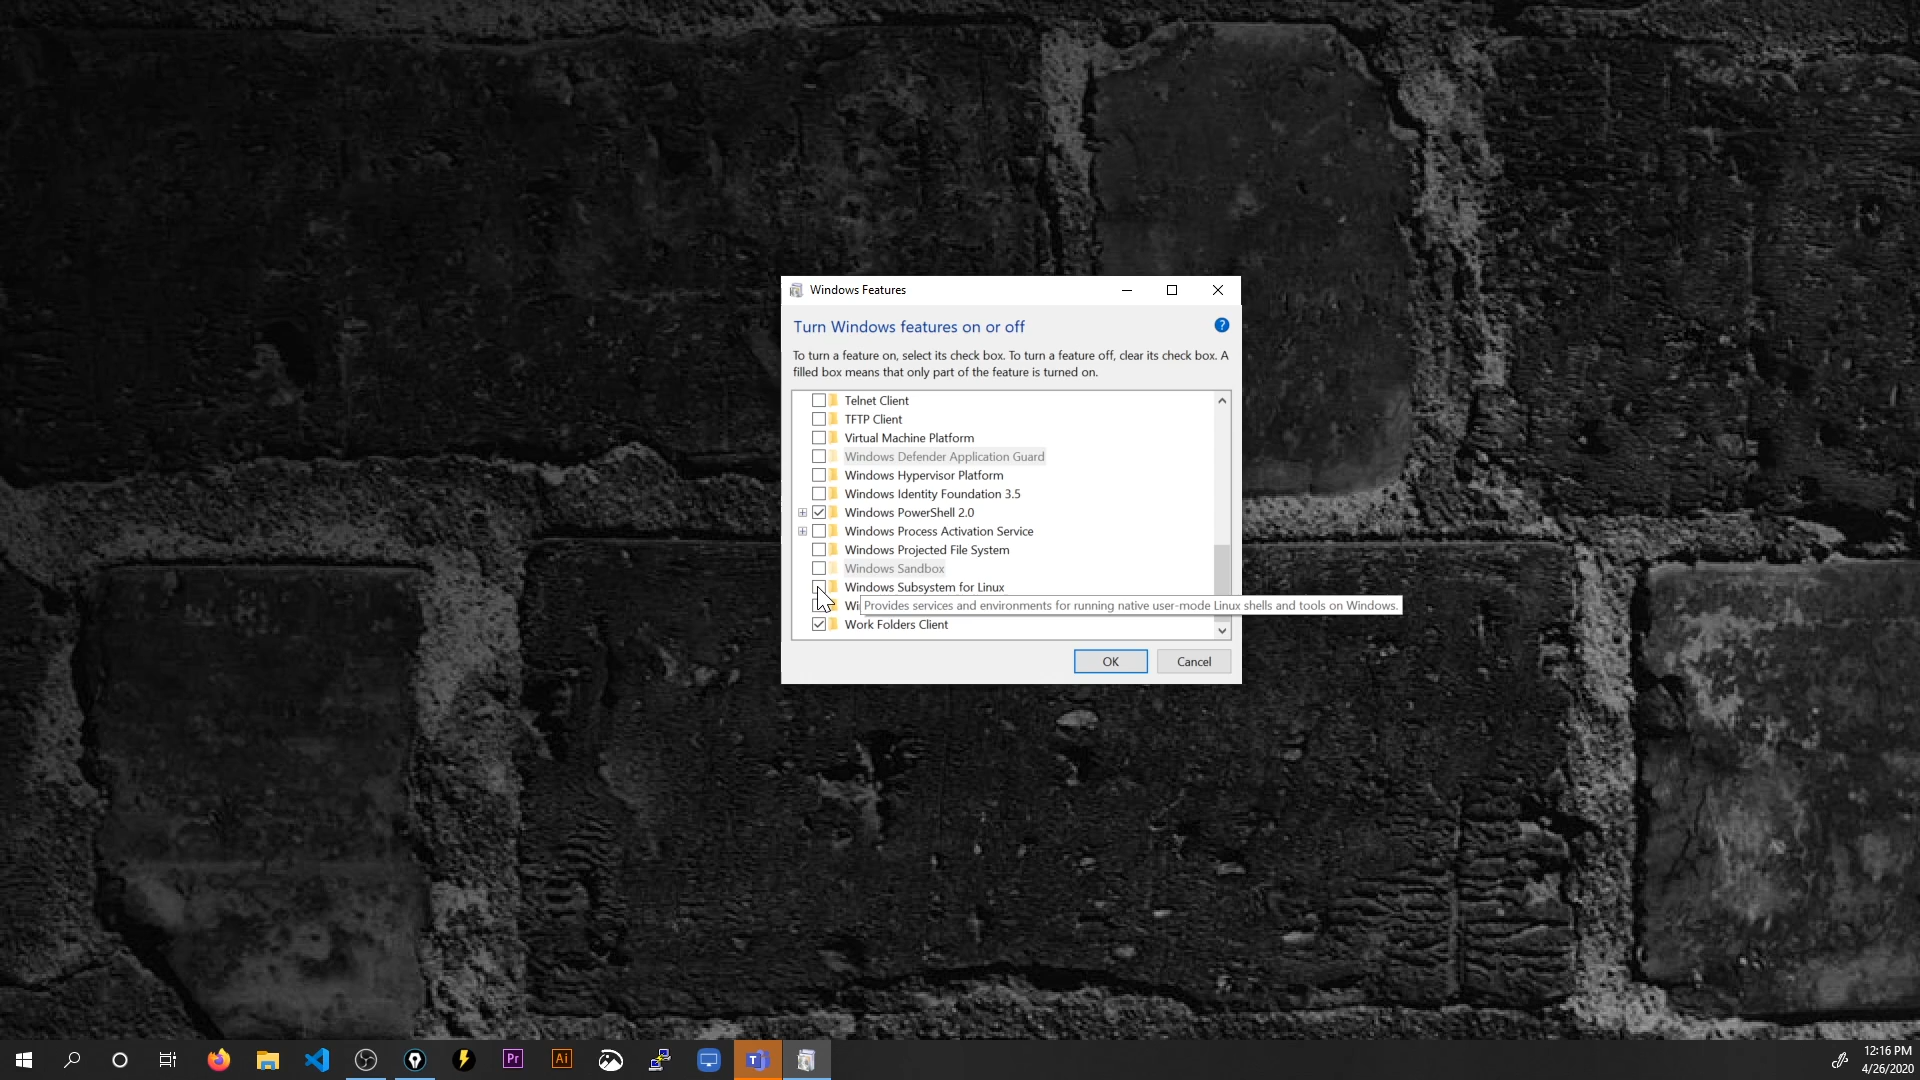 Windows Features
Turn Windows features on or off
?
To turn a feature on, select its check box. To turn a feature off, clear its check box. A
filled box means that only part of the feature is turned on.
Telnet Client
TFTP Client
Virtual Machine Platform
Windows Defender Application Guard
Windows Hypervisor Platform
Windows Identity Foundation 3.5
Windows PowerShell 2.0
Windows Process Activation Service
Windows Projected File System
Windows Sandbox
Windows Subsystem for Linux
Wi
Provides services and environments for running native user-mode Linux shells and tools on Windows.
Work Folders Client
OK Cancel
Pr Ai T
12:16 PM
4/26/2020